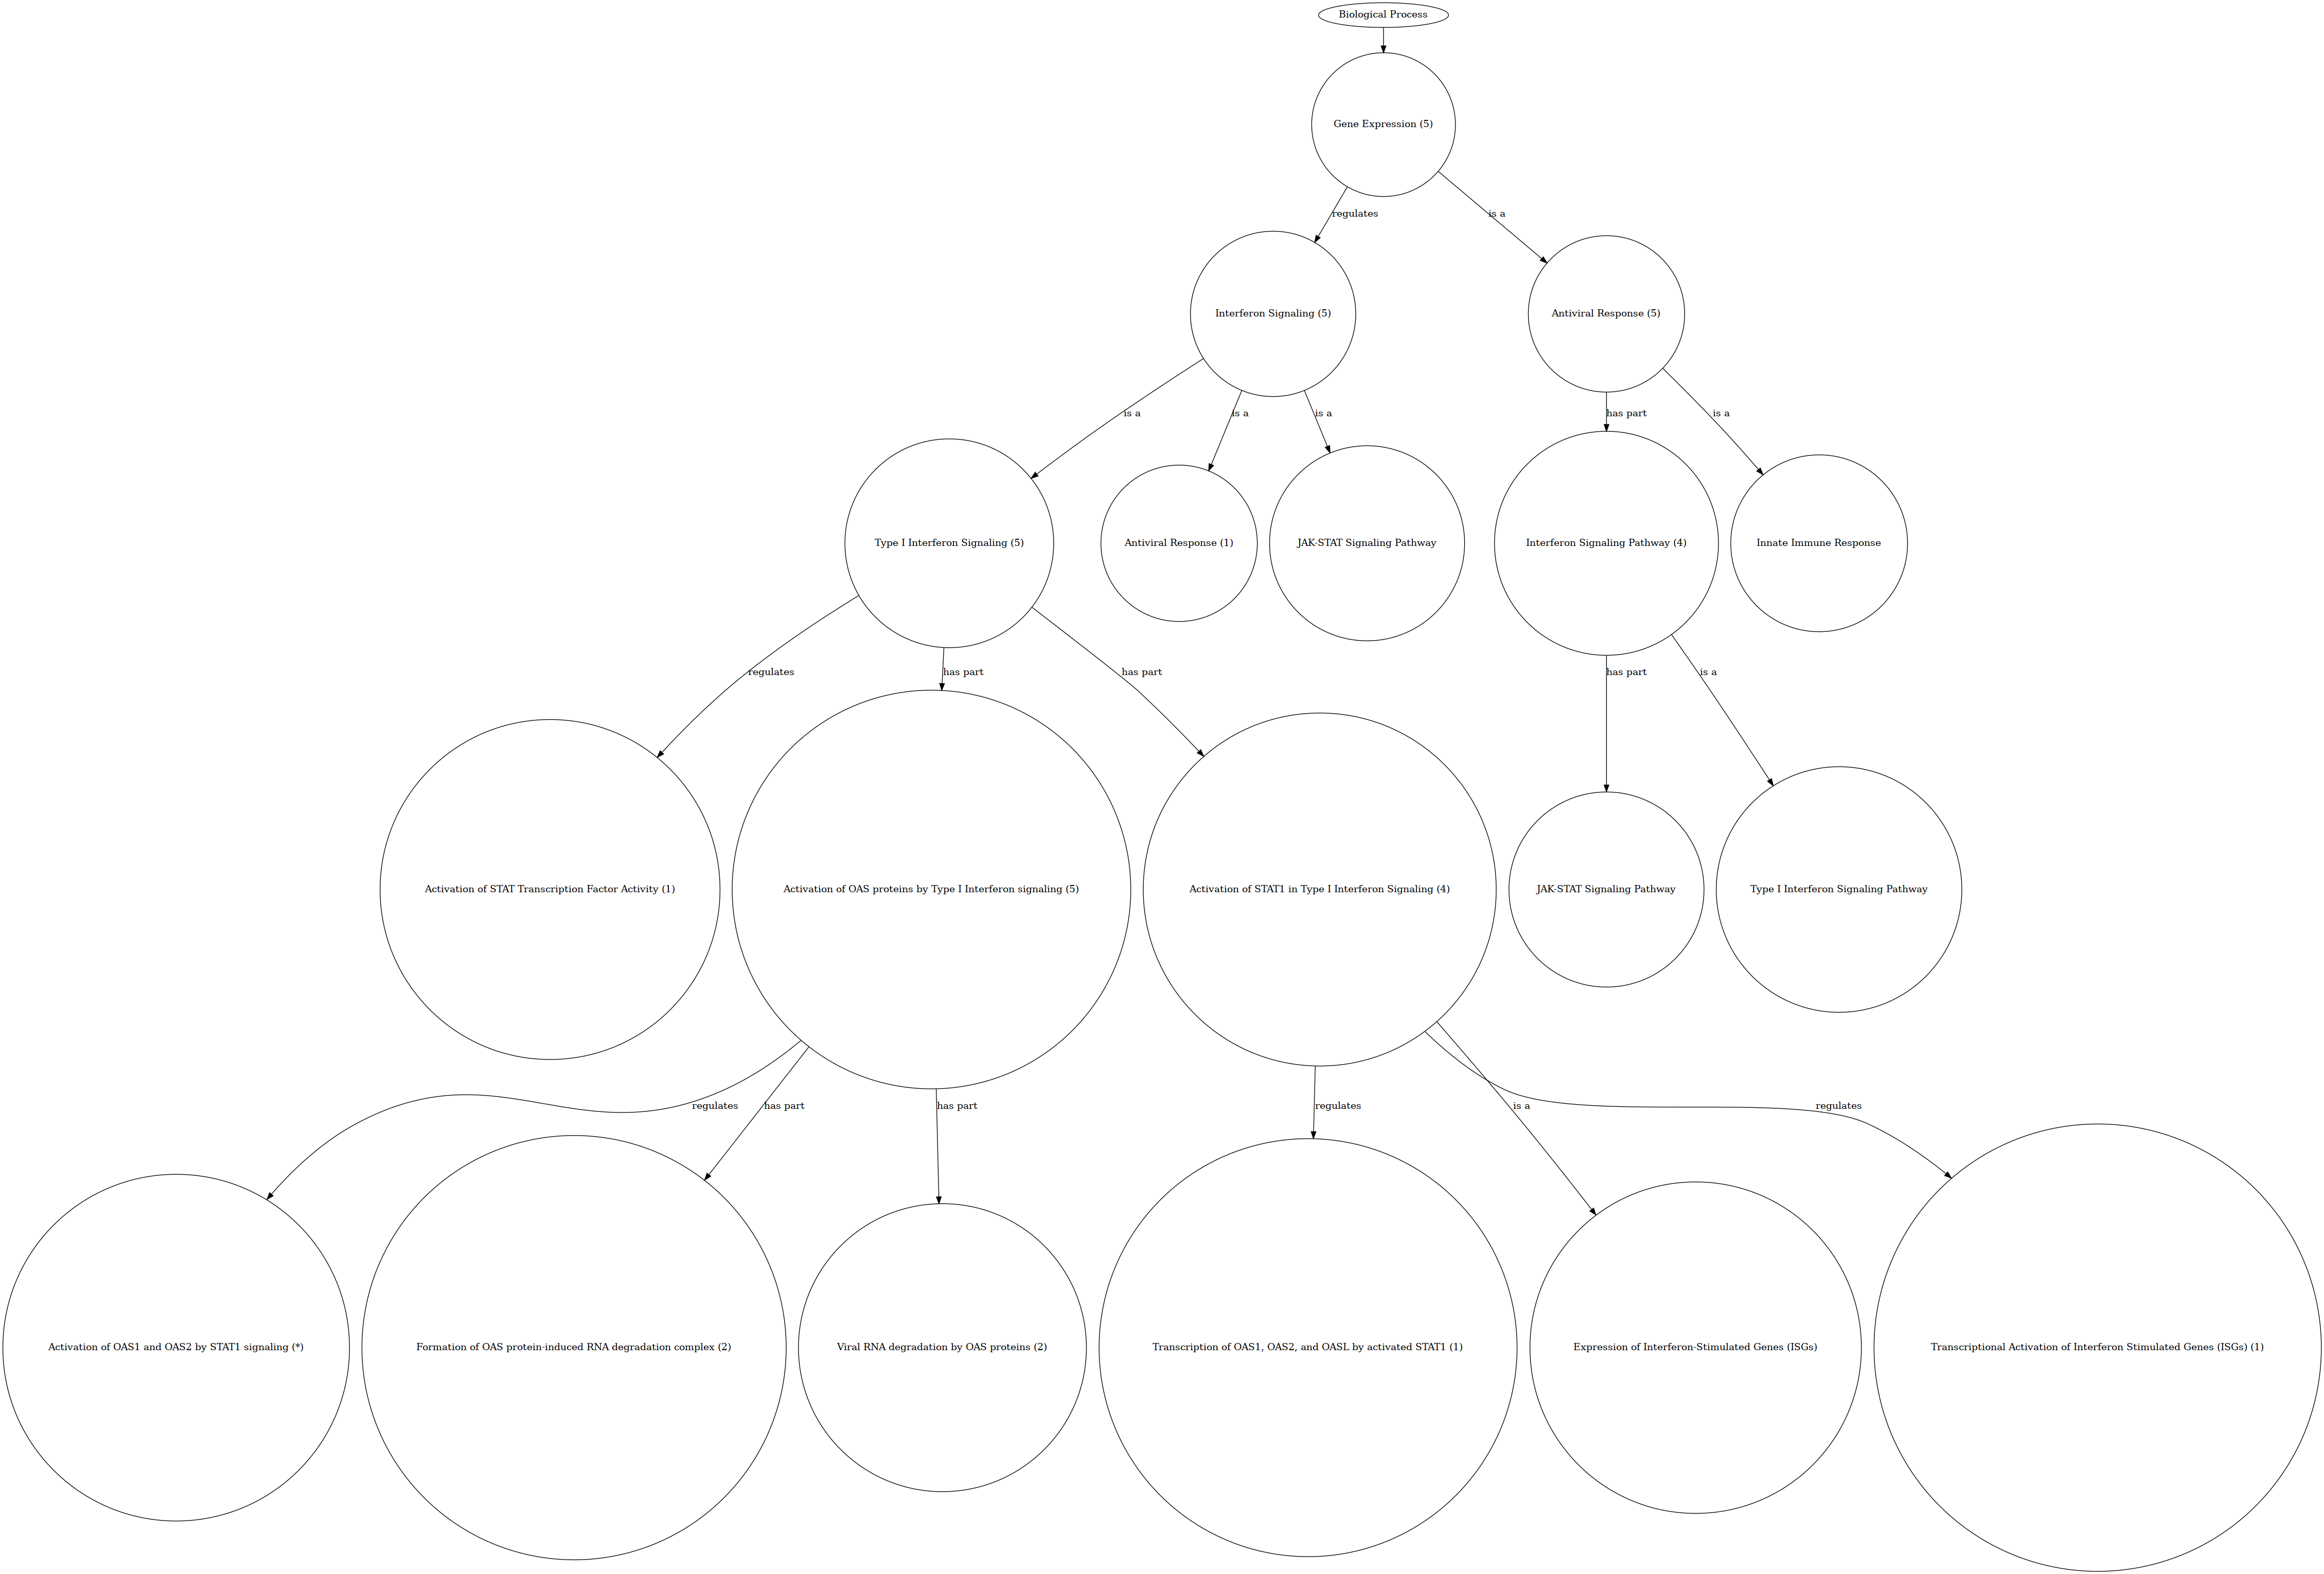 Biological Process
Gene Expression (5)
regulates
is a
Interferon Signaling (5)
Antiviral Response (5)
is a
is a
is a
has part
is a
Type I Interferon Signaling (5)
Antiviral Response (1)
JAK-STAT Signaling Pathway
Interferon Signaling Pathway (4)
Innate Immune Response
regulates
has part
has part
has part
is a
Activation of STAT Transcription Factor Activity (1)
Activation of OAS proteins by Type I Interferon signaling (5)
Activation of STAT1 in Type I Interferon Signaling (4)
JAK-STAT Signaling Pathway
Type I Interferon Signaling Pathway
regulates
has part
has part
regulates
is a
regulates
Activation of OAS1 and OAS2 by STAT1 signaling (*)
Formation of OAS protein-induced RNA degradation complex (2)
Viral RNA degradation by OAS proteins (2)
Transcription of OAS1, OAS2, and OASL by activated STAT1 (1)
Expression of Interferon-Stimulated Genes (ISGs)
Transcriptional Activation of Interferon Stimulated Genes (ISGs) (1)